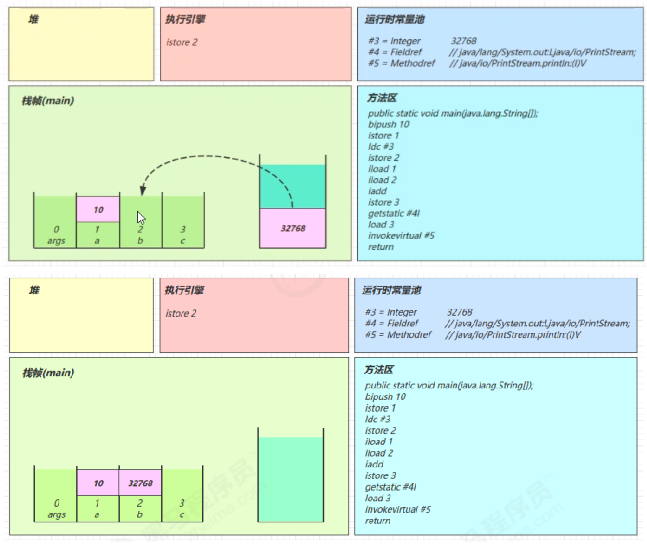 堆
执行引擎
istore 2
运行时常量池
#3 = Integer 32768
#4 = Fieldref // java/lang/System.out:Ljava/io/PrintStream;
#5 = Methodref // java/io/PrintStream.println:(I)V
栈帧(main)
10
32768
0 1 2 3
args a b c
方法区
public static void main(java.lang.String[]);
bipush 10
istore 1
ldc #3
istore 2
iload 1
iload 2
iadd
istore 3
getstatic #4l
load 3
invokevirtual #5
return
堆
执行引擎
istore 2
运行时常量池
#3 = Integer 32768
#4 = Fieldref // java/lang/System.out:Ljava/io/PrintStream;
#5 = Methodref // java/io/PrintStream.println:(I)V
栈帧(main)
10 32768
0 1 2 3
args a b c
方法区
public static void main(java.lang.String[]);
bipush 10
istore 1
ldc #3
istore 2
iload 1
iload 2
iadd
istore 3
getstatic #4l
load 3
invokevirtual #5
return